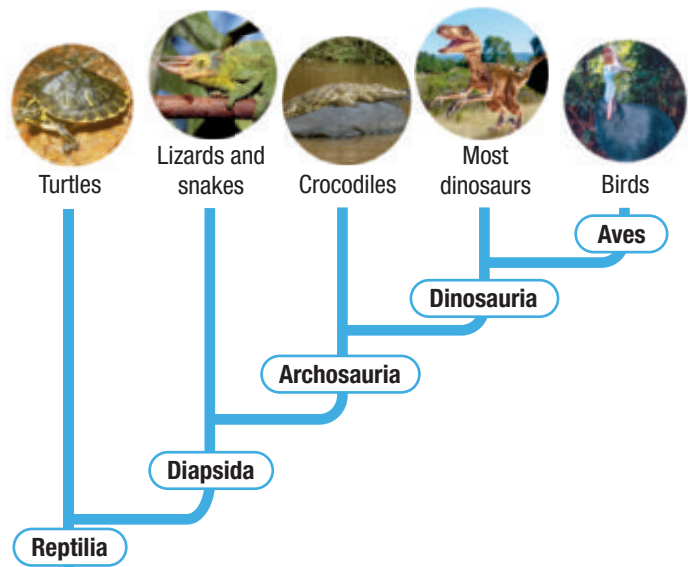 Turtles
Lizards and
snakes
Crocodiles
Most
dinosaurs
Birds
Aves
Dinosauria
Archosauria
Diapsida
Reptilia